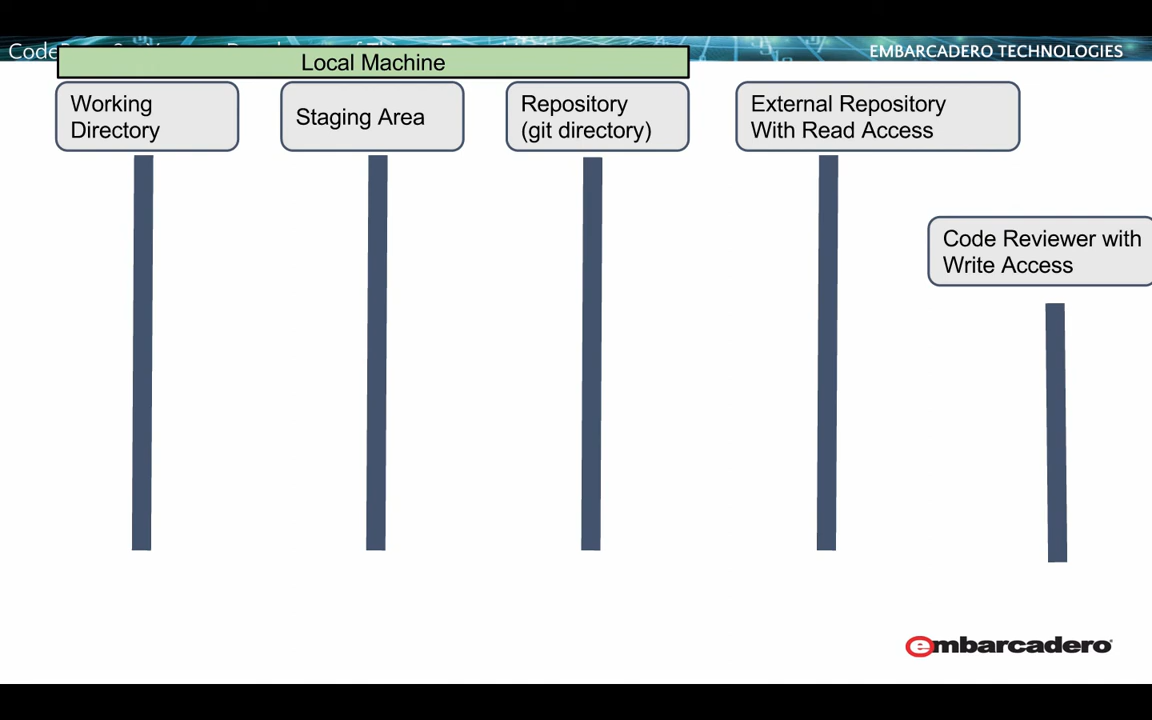 EMBARCADERO TECHNOLOGIES
Local Machine
Working
Directory
Staging Area
Repository
(git directory)
External Repository
With Read Access
Code Reviewer with
Write Access
embarcadero